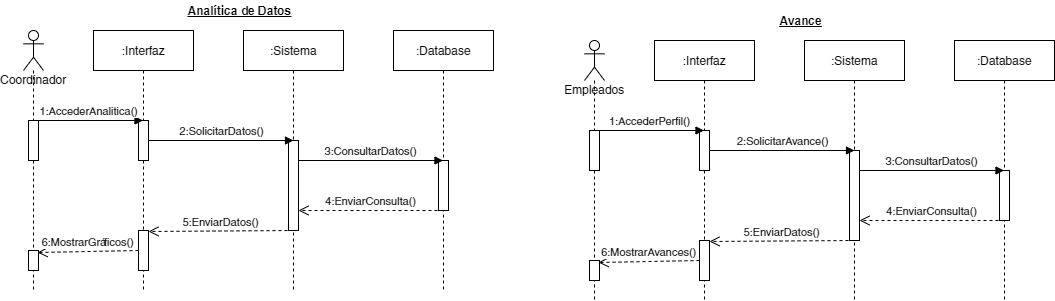 Analítica de Datos
:Interfaz
:Sistema
:Database
Coordinador
1:AccederAnalitica()
2:SolicitarDatos()
3:ConsultarDatos()
4:EnviarConsulta()
5:EnviarDatos()
6:MostrarGráficos()
Avance
:Interfaz
:Sistema
:Database
Empleados
1:AccederPerfil()
2:SolicitarAvance()
3:ConsultarDatos()
4:EnviarConsulta()
5:EnviarDatos()
6:MostrarAvances()